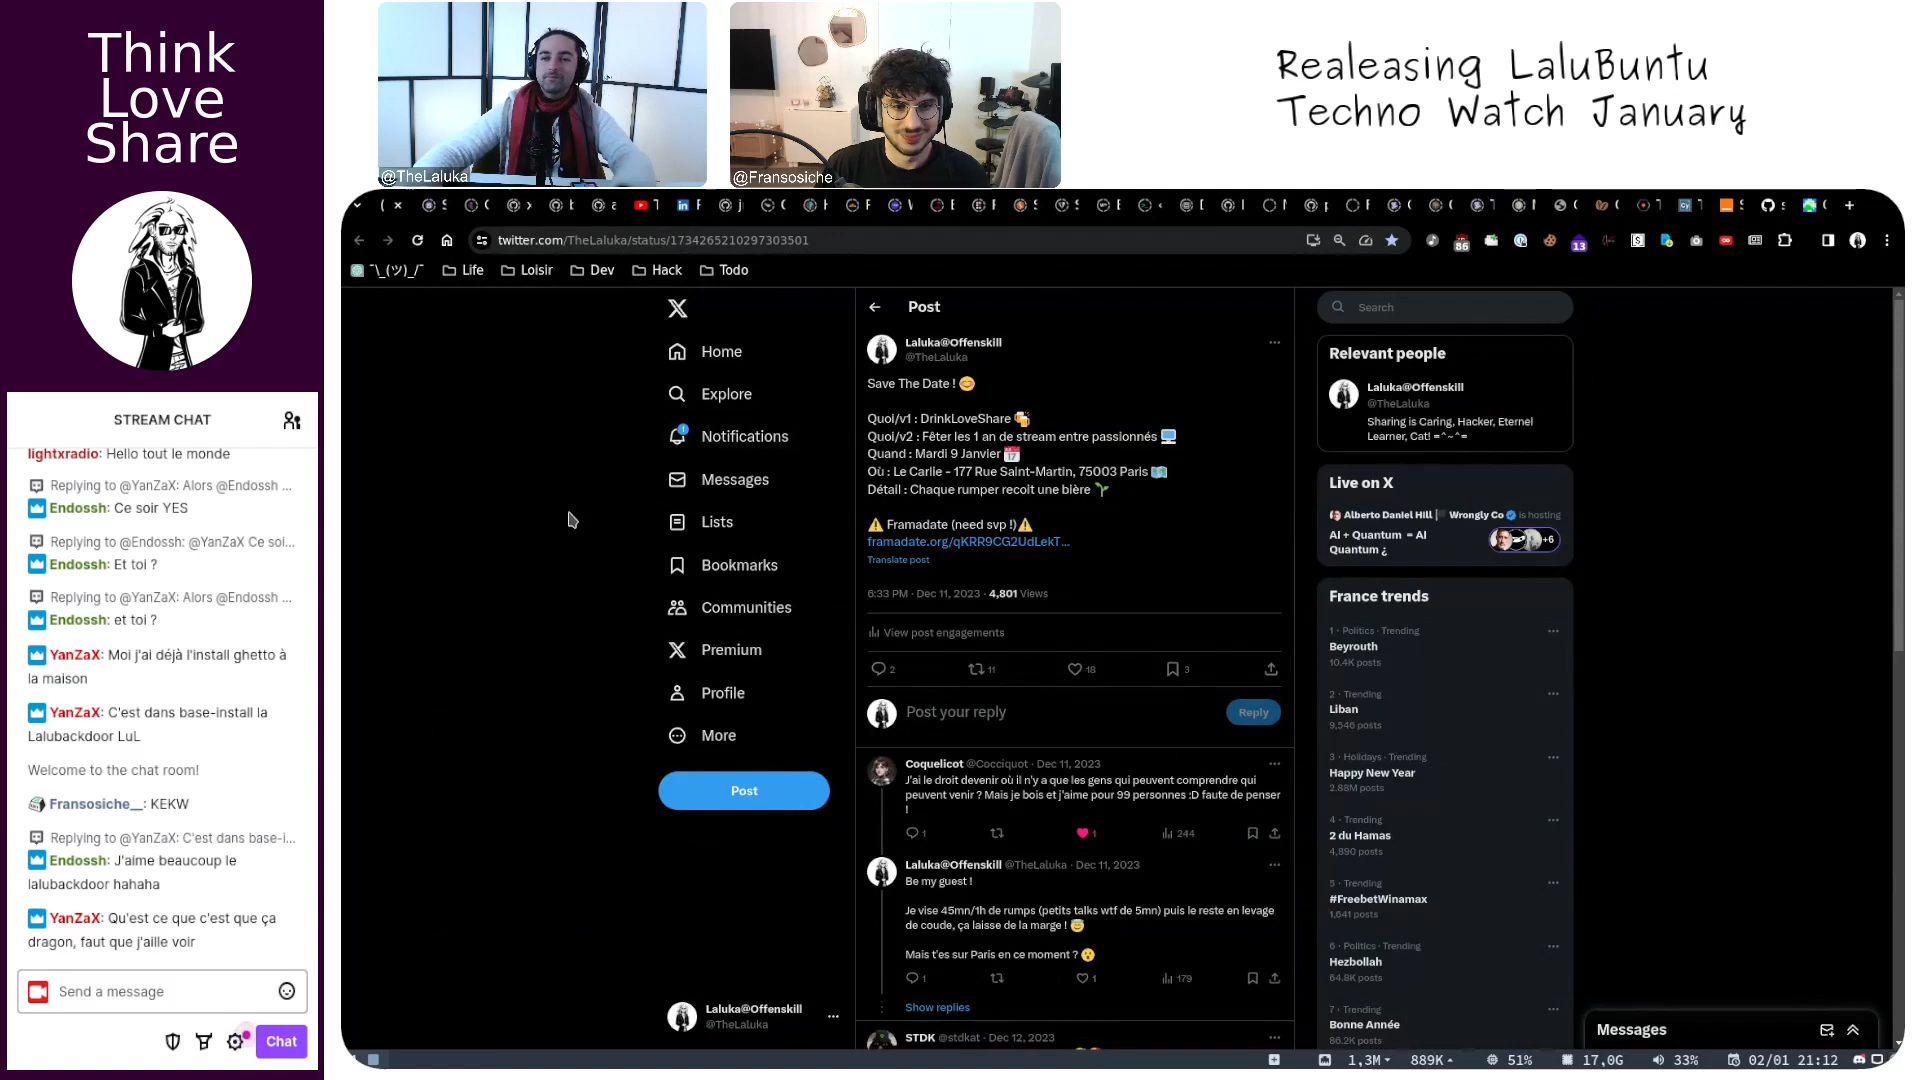 Think
Love
Share
@TheLaluka
@Fransosiche
Realeasing LaluBuntu
Techno Watch January
STREAM CHAT
lightxradio: Hello tout le monde
Replying to @YanZaX: Alors @Endossh ...
Endossh: Ce soir YES
Replying to @Endossh: @YanZaX Ce soi...
Endossh: Et toi ?
Replying to @YanZaX: Alors @Endossh ...
Endossh: et toi ?
YanZaX: Moi j'ai déjà l'install ghetto à
la maison
YanZaX: C'est dans base-install la
Lalubackdoor LuL
Welcome to the chat room!
Fransosiche__: KEKW
Replying to @YanZaX: C'est dans base-i...
Endossh: J'aime beaucoup le
lalubackdoor hahaha
YanZaX: Qu'est ce que c'est que ça
dragon, faut que j'aille voir
Send a message
Chat
twitter.com/TheLaluka/status/1734265210297303501
86
13
¯\_(ツ)_/¯ Life Loisir Dev Hack Todo
Home
Explore
Notifications
Messages
Lists
Bookmarks
Communities
Premium
Profile
More
Post
Laluka@Offenskill
@TheLaluka
Post
Laluka@Offenskill
@TheLaluka
Save The Date ! 😊
Quoi/v1 : DrinkLoveShare 🍻
Quoi/v2 : Fêter les 1 an de stream entre passionnés 🖥️
Quand : Mardi 9 Janvier 📅
Où : Le Carlie - 177 Rue Saint-Martin, 75003 Paris 🗺️
Détail : Chaque rumper recoît une bière 🌱
⚠️ Framadate (need svp !)⚠️
framadate.org/qKRR9CG2UdLekT...
Translate post
6:33 PM · Dec 11, 2023 · 4,801 Views
View post engagements
2 11 18 3
Post your reply
Reply
Coquelicot @Cocciquot · Dec 11, 2023
J'ai le droit devenir où il n'y a que les gens qui peuvent comprendre qui
peuvent venir ? Mais je bois et j'aime pour 99 personnes :D faute de penser
!
1 1 244
Laluka@Offenskill @TheLaluka · Dec 11, 2023
Be my guest !
Je vise 45mn/1h de rumps (petits talks wtf de 5mn) puis le reste en levage
de coude, ça laisse de la marge ! 😇
Mais t'es sur Paris en ce moment ? 😮
1 1 179
Show replies
STDK @stdkat · Dec 12, 2023
Search
Relevant people
Laluka@Offenskill
@TheLaluka
Sharing is Caring, Hacker, Eternel
Learner, Cat! =^~^=
Live on X
Alberto Daniel Hill Wrongly Co is hosting
AI + Quantum = AI
Quantum ¿
+6
France trends
1 · Politics · Trending
Beyrouth
10.4K posts
2 · Trending
Liban
9,546 posts
3 · Holidays · Trending
Happy New Year
2.88M posts
4 · Trending
2 du Hamas
4,890 posts
5 · Trending
#FreebetWinamax
1,641 posts
6 · Politics · Trending
Hezbollah
64.8K posts
7 · Trending
Bonne Année
86.2K posts
Messages
1,3M 889K 51% 17,0G 33% 02/01 21:12